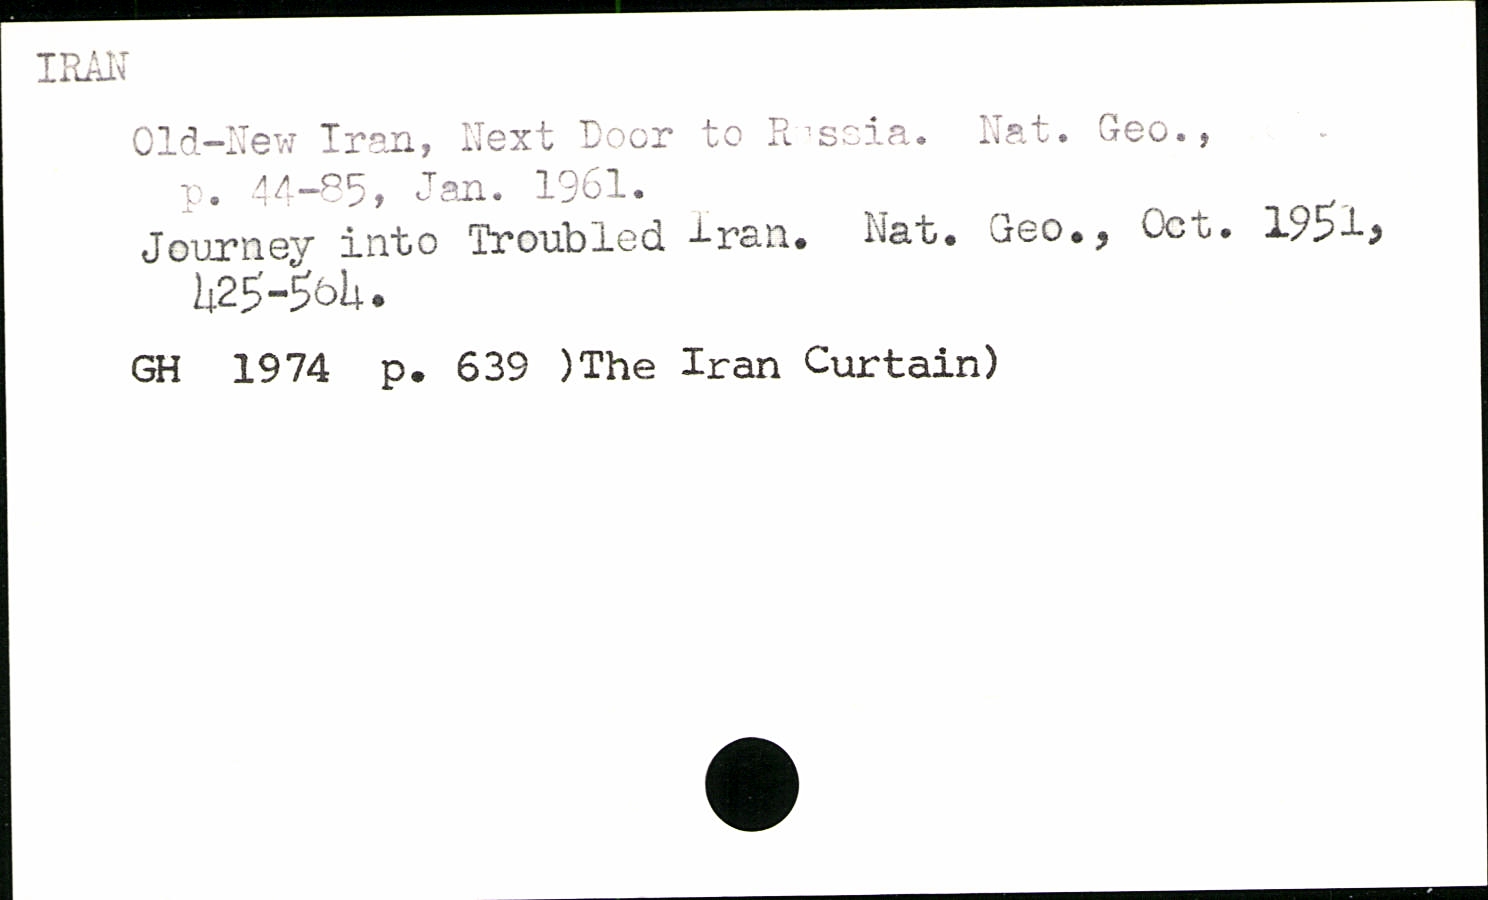 IRAN
Old-New Iran, Next Door to Russia. Nat. Geo.,
p. 44-85, Jan. 1961.
Journey into Troubled Iran. Nat. Geo., Oct. 1951,
425-564.
GH 1974 p. 639 )The Iran Curtain)